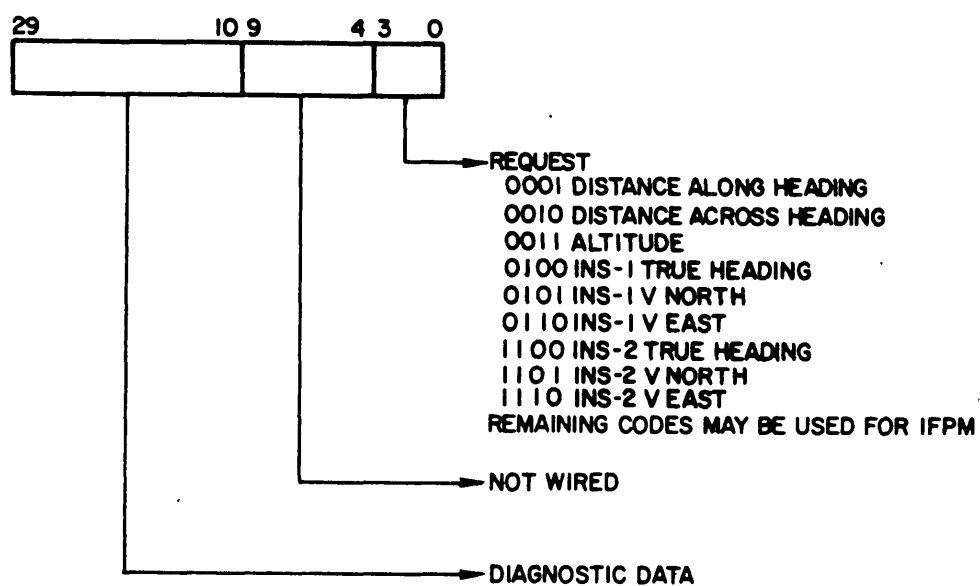 29 10 9 4 3 0
REQUEST
0001 DISTANCE ALONG HEADING
0010 DISTANCE ACROSS HEADING
0011 ALTITUDE
0100 INS-1 TRUE HEADING
0101 INS-1 V NORTH
0110 INS-1 V EAST
1100 INS-2 TRUE HEADING
1101 INS-2 V NORTH
1110 INS-2 V EAST
REMAINING CODES MAY BE USED FOR IFPM
NOT WIRED
DIAGNOSTIC DATA